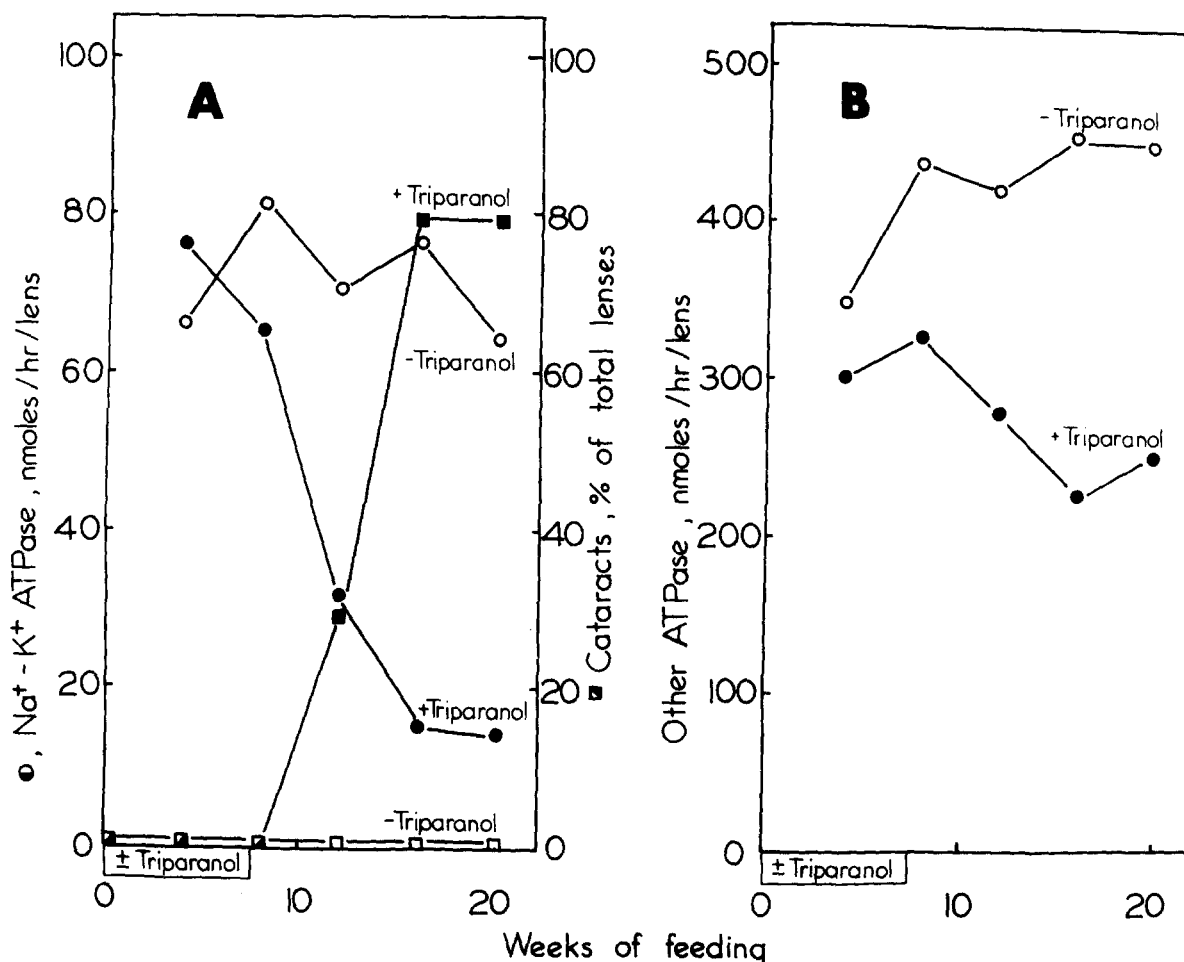 A
100
80
60
40
20
0
◒, Na+ - K+ ATPase, nmoles/hr/lens
+ Triparanol
-Triparanol
+Triparanol
-Triparanol
± Triparanol
0
10
20
100
80
60
40
20
0
Cataracts, % of total lenses
B
500
400
300
200
100
0
Other ATPase, nmoles/hr/lens
-Triparanol
+Triparanol
±Triparanol
0
10
20
Weeks of feeding